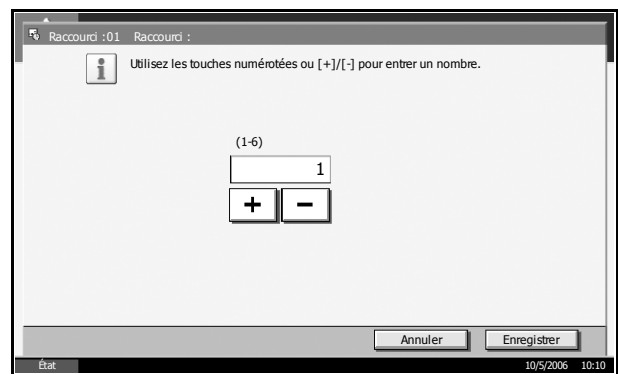 Raccourci :01 Raccourci :
Utilisez les touches numérotées ou [+]/[-] pour entrer un nombre.
(1-6)
1
+ −
Annuler Enregistrer
État 10/5/2006 10:10